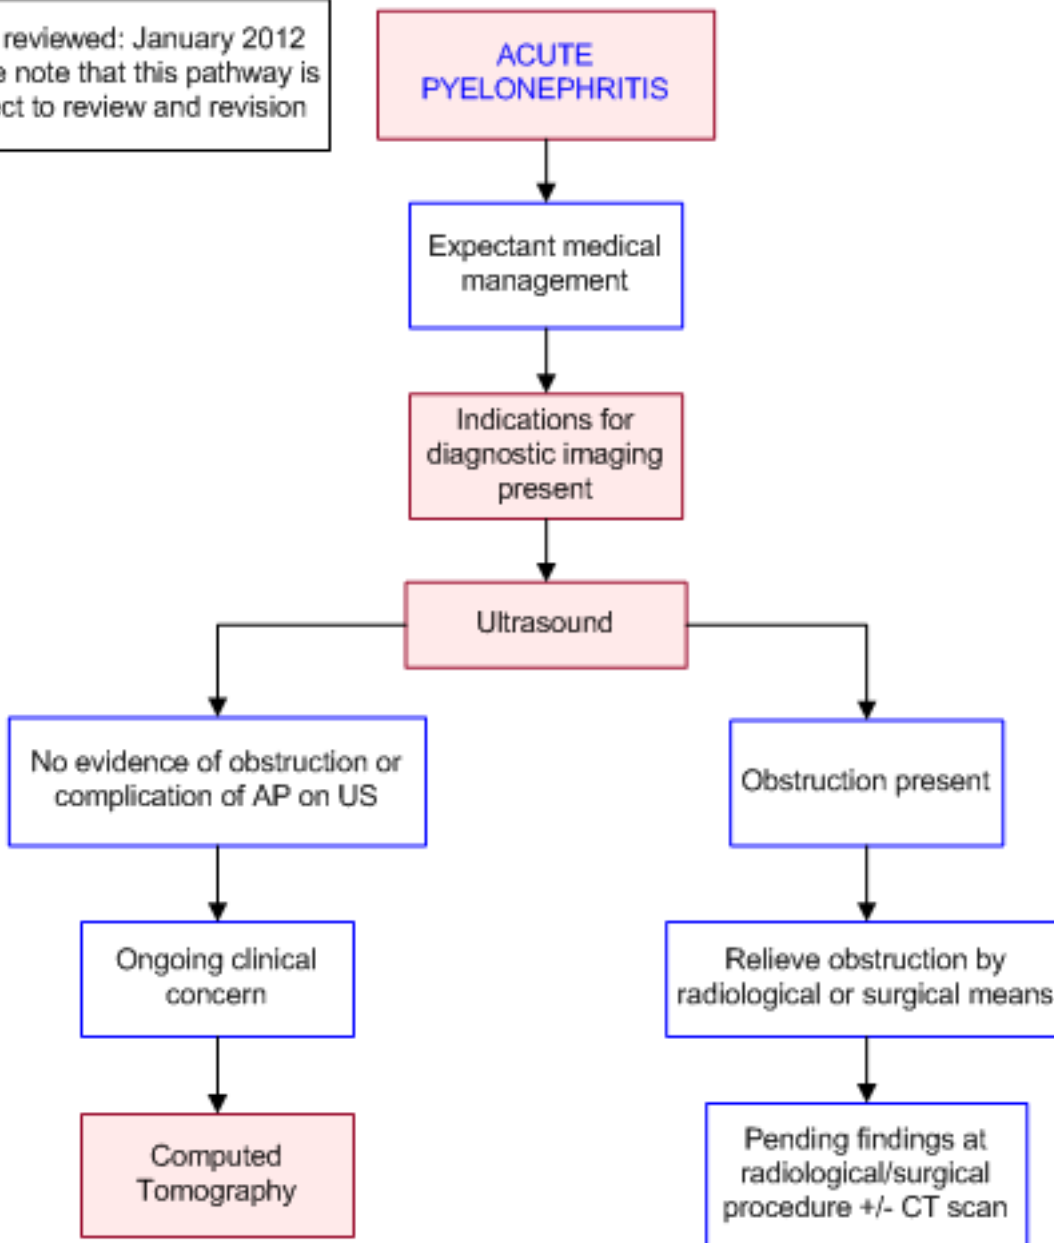 reviewed: January 2012
note that this pathway is
to review and revision
ACUTE
PYELONEPHRITIS
Expectant medical
management
Indications for
diagnostic imaging
present
Ultrasound
No evidence of obstruction or
complication of AP on US
Obstruction present
Ongoing clinical
concern
Relieve obstruction by
radiological or surgical means
Computed
Tomography
Pending findings at
radiological/surgical
procedure +/- CT scan